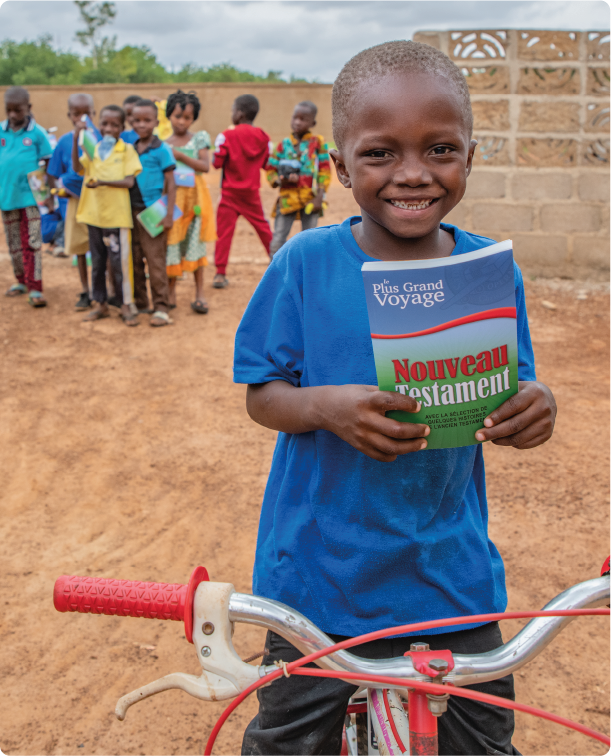 le
Plus Grand
Voyage
Nouveau
Testament
AVEC LA SÉLECTION DE
QUELQUES HISTOIRES
L'ANCIEN TESTAMENT